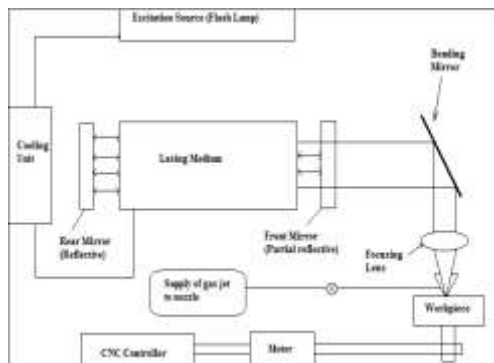 Excitation Source (Flash Lamp)
Bending
Mirror
Cooling
Unit
Lasing Medium
Rear Mirror
(Reflective)
Front Mirror
(Partial reflective)
Focusing
Lens
Supply of gas jet
to nozzle
Workpiece
CNC Controller
Motor